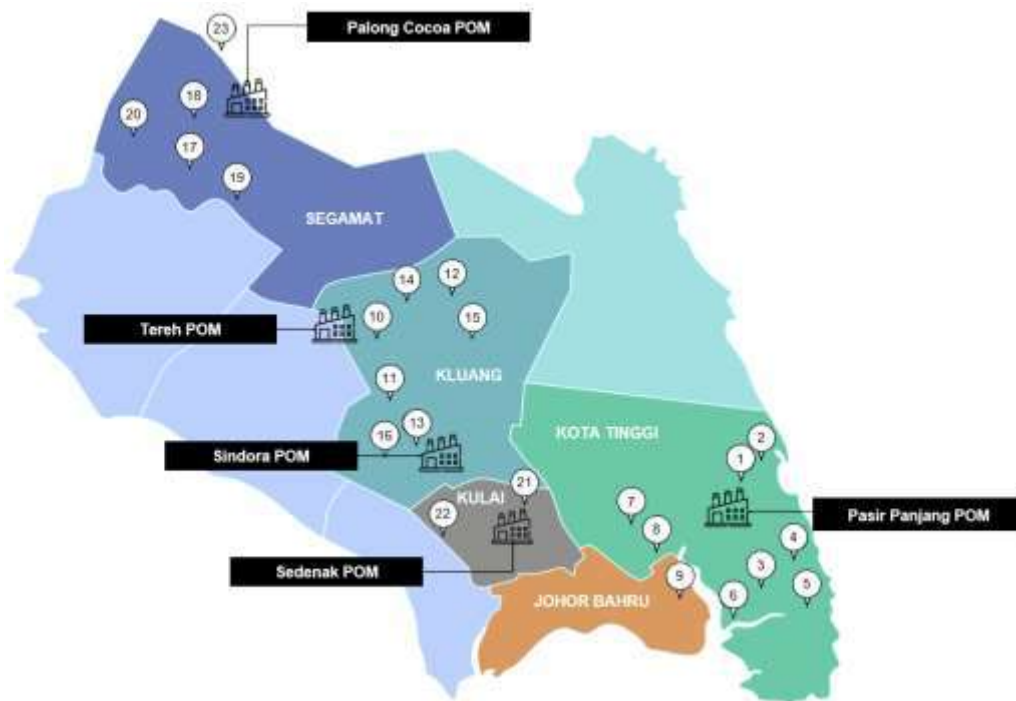 23
Palong Cocoa POM
18
20
17
19
SEGAMAT
12
14
10
15
Tereh POM
11
KLUANG
13
16
KOTA TINGGI
2
1
Sindora POM
21
KULAI
22
7
Pasir Panjang POM
8
4
Sedenak POM
3
9
5
6
JOHOR BAHRU